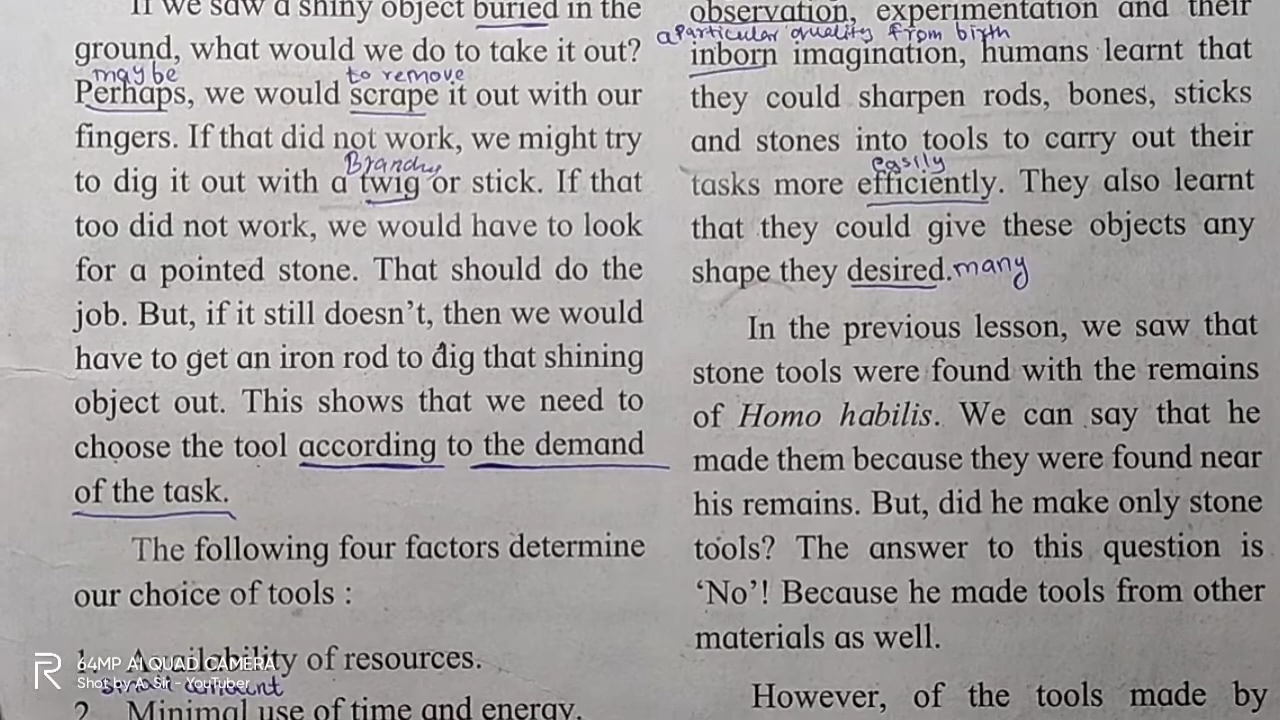 If we saw a shiny object buried in the
ground, what would we do to take it out?
may be
to remove
Perhaps, we would scrape it out with our
fingers. If that did not work, we might try
to dig it out with a twig or stick. If that
too did not work, we would have to look
for a pointed stone. That should do the
job. But, if it still doesn't, then we would
have to get an iron rod to dig that shining
object out. This shows that we need to
choose the tool according to the demand
of the task.
The following four factors determine
our choice of tools :
1. Availability of resources.
amount
2. Minimal use of time and energy.
observation, experimentation and their
a particular quality from birth
inborn imagination, humans learnt that
they could sharpen rods, bones, sticks
and stones into tools to carry out their
easily
tasks more efficiently. They also learnt
that they could give these objects any
shape they desired. many
In the previous lesson, we saw that
stone tools were found with the remains
of Homo habilis. We can say that he
made them because they were found near
his remains. But, did he make only stone
tools? The answer to this question is
‘No’! Because he made tools from other
materials as well.
However, of the tools made by
64MP AI QUAD CAMERA
Shot by A. Sir - YouTuber